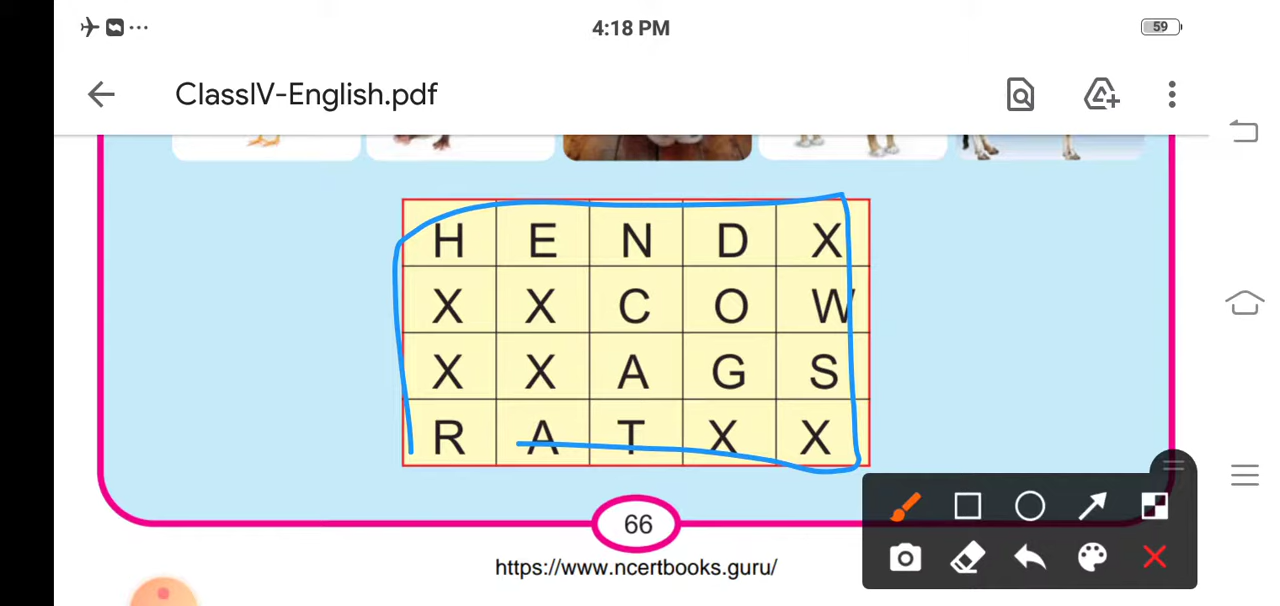 4:18 PM
59
ClassIV-English.pdf
H E N D X
X X C O W
X X A G S
R A T X X
66
https://www.ncertbooks.guru/